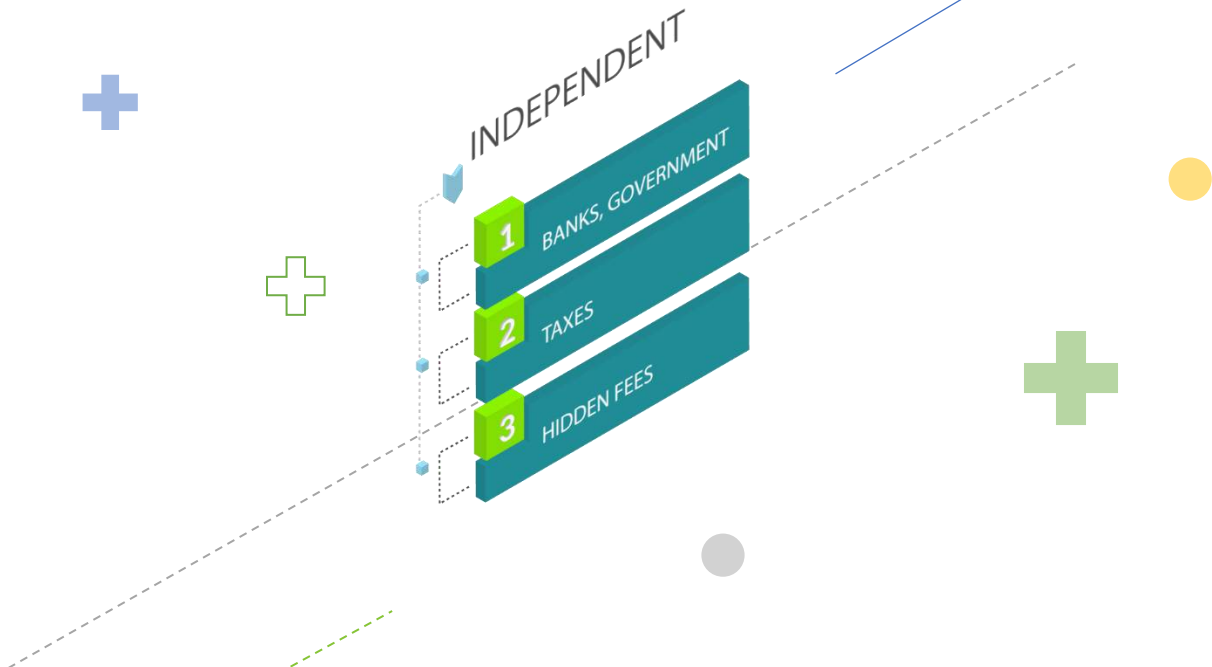 INDEPENDENT
1
BANKS, GOVERNMENT
2
TAXES
3
HIDDEN FEES